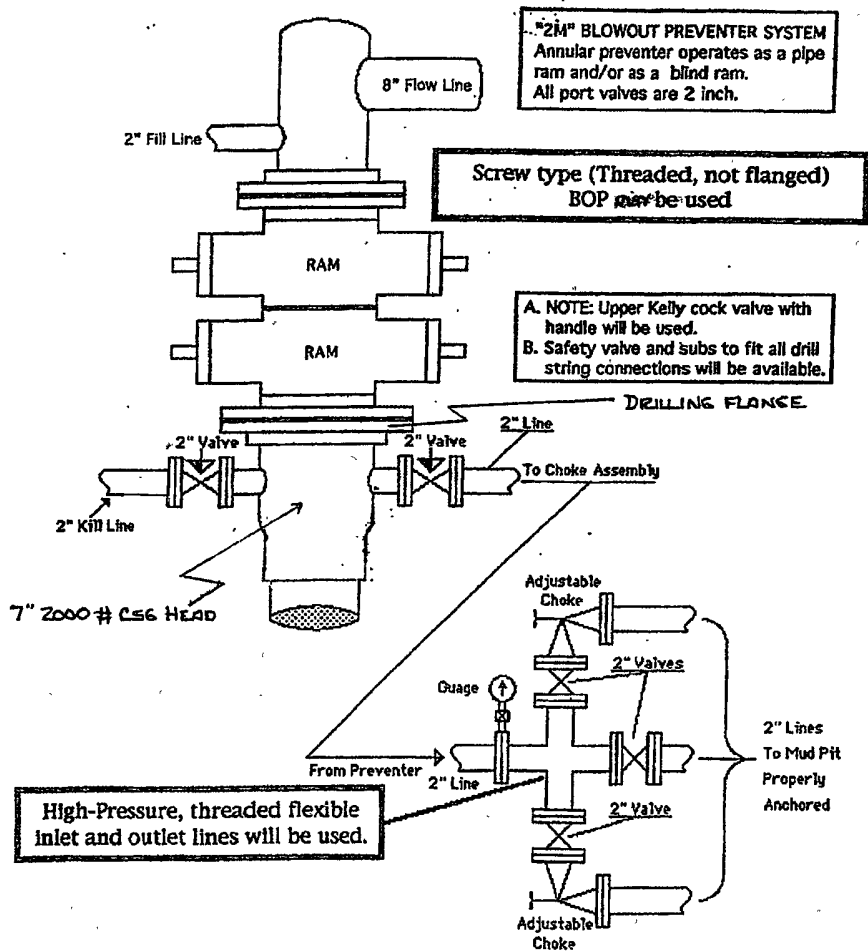 "2M" BLOWOUT PREVENTER SYSTEM
Annular preventer operates as a pipe
ram and/or as a blind ram.
All port valves are 2 inch.
8" Flow Line
2" Fill Line
Screw type (Threaded, not flanged)
BOP may be used
RAM
A. NOTE: Upper Kelly cock valve with
handle will be used.
B. Safety valve and subs to fit all drill
string connections will be available.
RAM
DRILLING FLANGE
2" Valve
2" Valve
2" Line
To Choke Assembly
2" Kill Line
7" 2000 # CSG HEAD
Adjustable
Choke
2" Valves
Guage
2" Lines
To Mud Pit
Properly
Anchored
From Preventer
2" Line
High-Pressure, threaded flexible
inlet and outlet lines will be used.
2" Valve
Adjustable
Choke